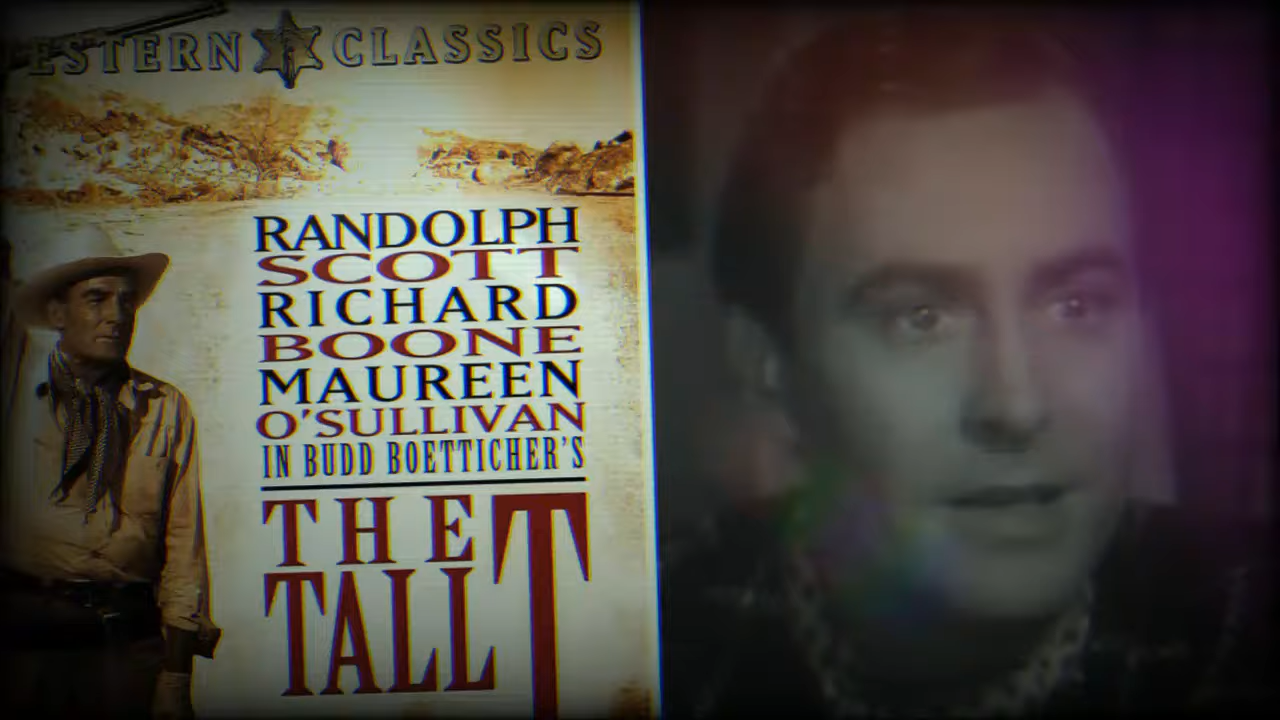 ESTERN CLASSICS
RANDOLPH
SCOTT
RICHARD
BOONE
MAUREEN
O'SULLIVAN
IN BUDD BOETTICHER'S
THE
TALL T